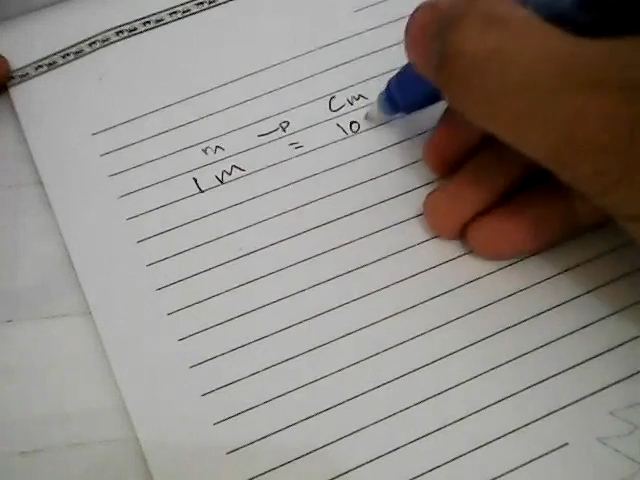 m → cm
1 m = 10